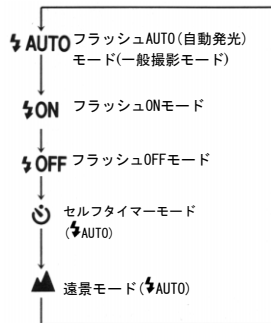 ⚡AUTO フラッシュAUTO(自動発光)
モード(一般撮影モード)
⚡ON フラッシュONモード
⚡OFF フラッシュOFFモード
セルフタイマーモード
(⚡AUTO)
遠景モード(⚡AUTO)